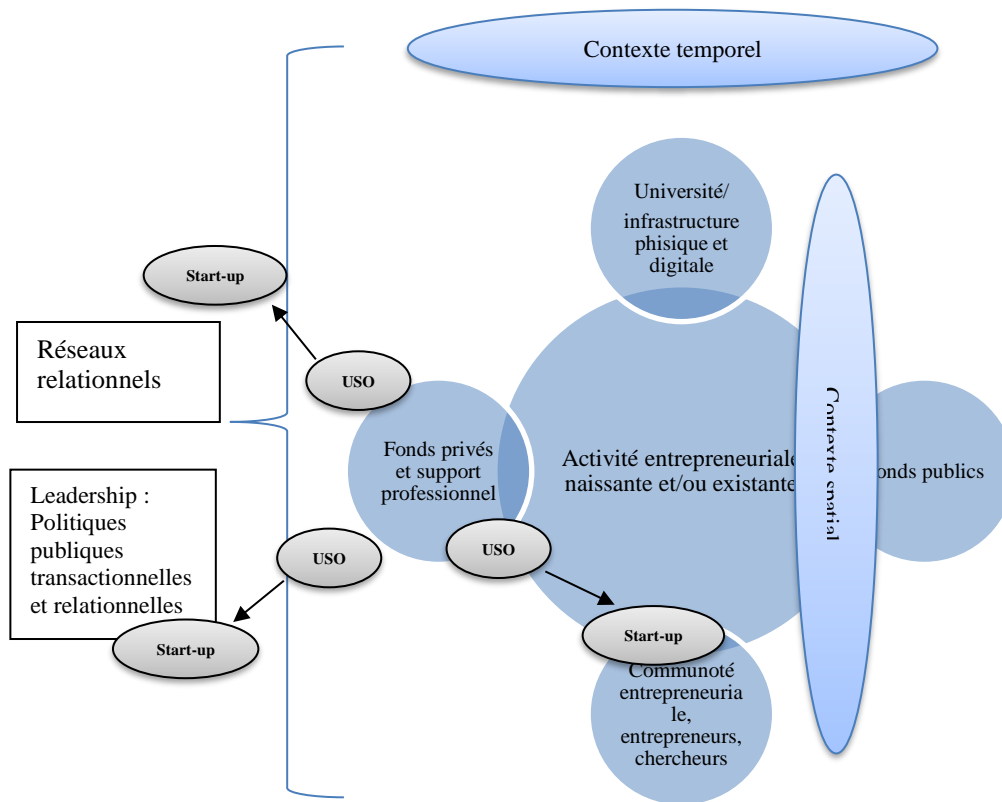 Contexte temporel
Université/
infrastructure
phisique et
digitale
Start-up
Réseaux
relationnels
USO
Fonds privés
et support
professionnel
Activité entrepreneuriale
naissante et/ou existante
Contexte spatial
onds publics
Leadership :
Politiques
publiques
transactionnelles
et relationnelles
USO
USO
Start-up
Start-up
Communoté
entrepreneuria
le,
entrepreneurs,
chercheurs